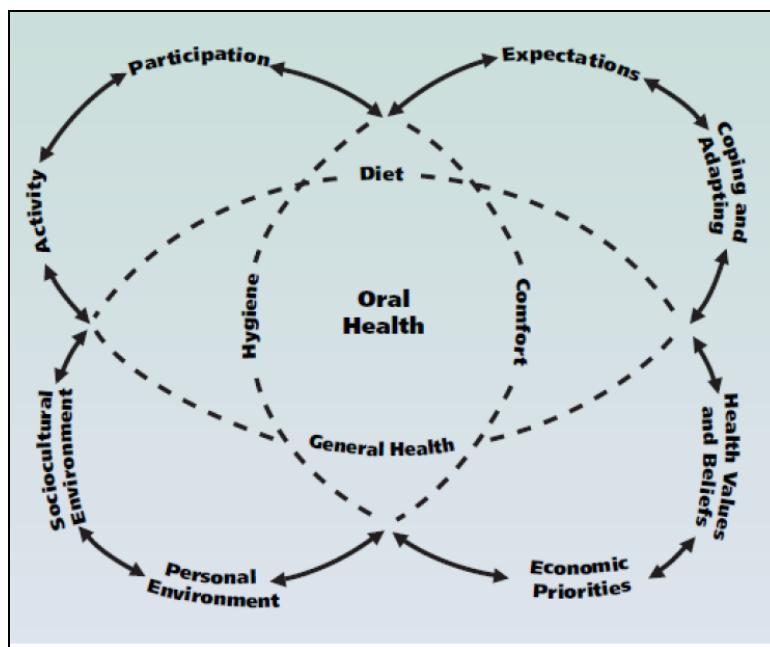 Participation
Expectations
Coping and
Adapting
Diet
Activity
Hygiene
Oral
Health
Comfort
General Health
Sociocultural
Environment
Health Values
and Beliefs
Personal
Environment
Economic
Priorities